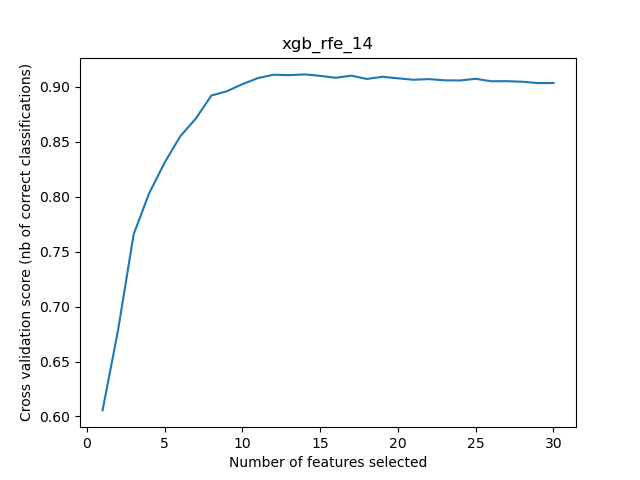 xgb_rfe_14
Cross validation score (nb of correct classifications)
0.90
0.85
0.80
0.75
0.70
0.65
0.60
0 5 10 15 20 25 30
Number of features selected